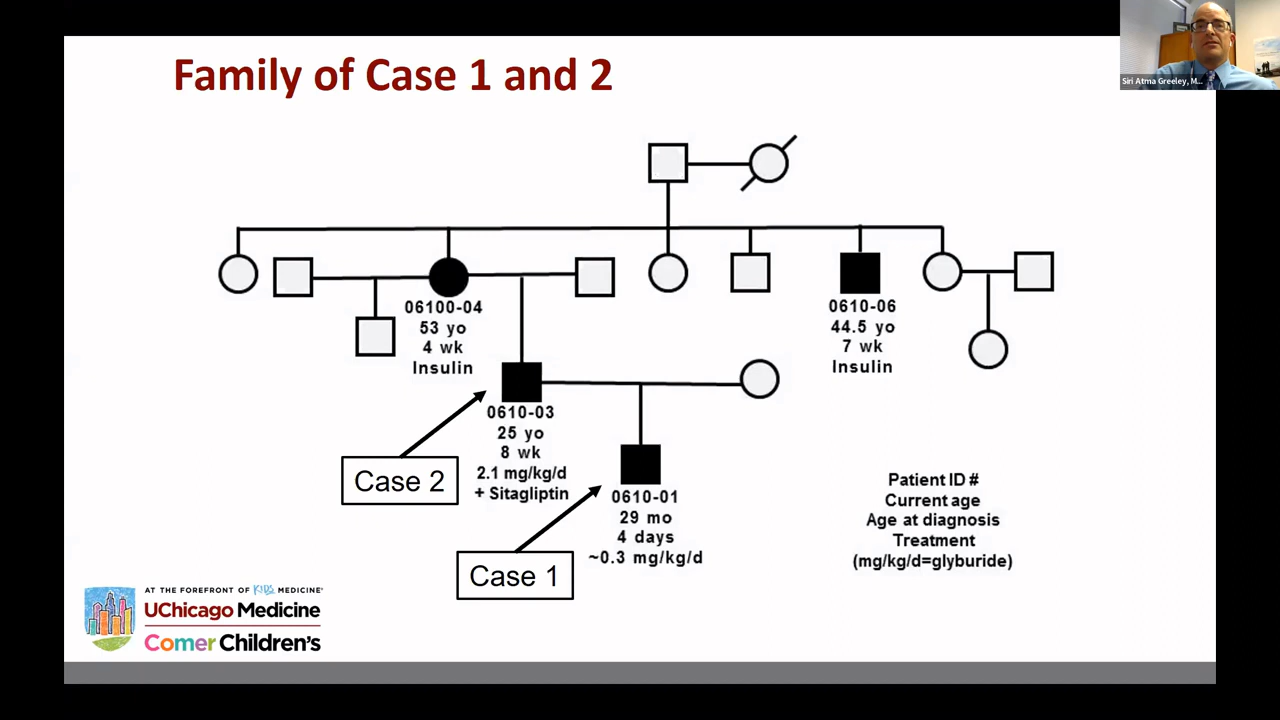 Family of Case 1 and 2
Siri Atma Greeley, M...
06100-04
53 yo
4 wk
Insulin
0610-06
44.5 yo
7 wk
Insulin
0610-03
25 yo
8 wk
2.1 mg/kg/d
+ Sitagliptin
Case 2
0610-01
29 mo
4 days
~0.3 mg/kg/d
Case 1
Patient ID #
Current age
Age at diagnosis
Treatment
(mg/kg/d=glyburide)
AT THE FOREFRONT OF KIDS MEDICINE®
UChicago Medicine
Comer Children's